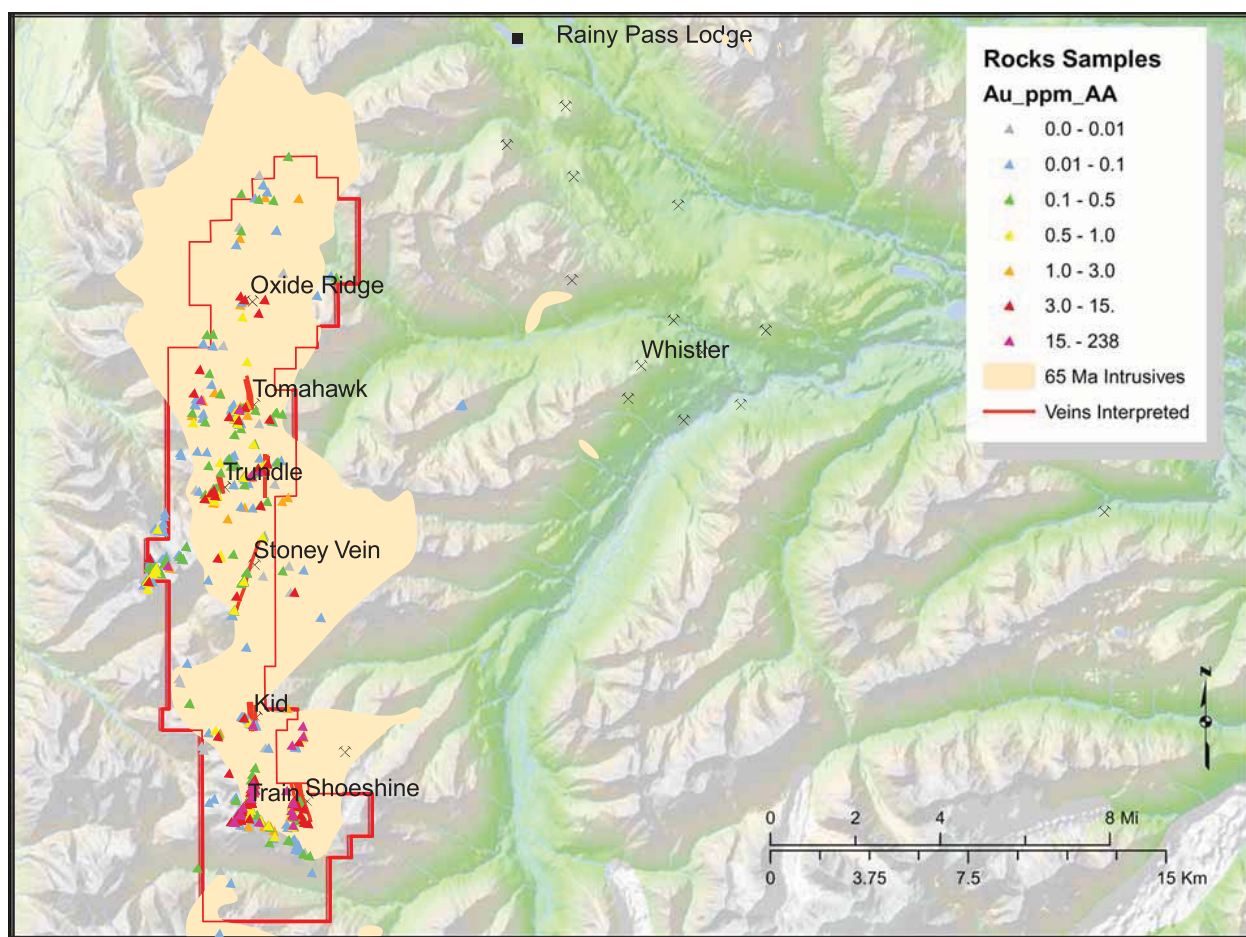 Rainy Pass Lodge
Rocks Samples
Au_ppm_AA
0.0 - 0.01
0.01 - 0.1
0.1 - 0.5
0.5 - 1.0
1.0 - 3.0
3.0 - 15.
15. - 238
65 Ma Intrusives
Veins Interpreted
Oxide Ridge
Whistler
Tomahawk
Trundle
Stoney Vein
Kid
Train
Shoeshine
N
0 2 4 8 Mi
0 3.75 7.5 15 Km